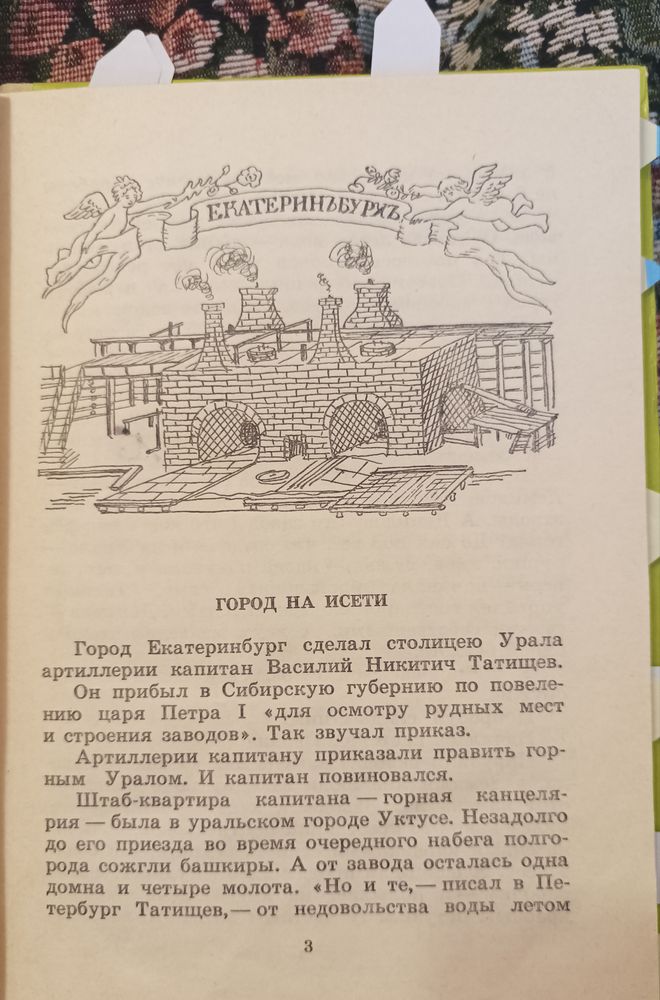 ЕКАТЕРИНЪБУРХЪ
ГОРОД НА ИСЕТИ
Город Екатеринбург сделал столицею Урала
артиллерии капитан Василий Никитич Татищев.
Он прибыл в Сибирскую губернию по повеле-
нию царя Петра I «для осмотру рудных мест
и строения заводов». Так звучал приказ.
Артиллерии капитану приказали править гор-
ным Уралом. И капитан повиновался.
Штаб-квартира капитана — горная канцеля-
рия — была в уральском городе Уктусе. Незадолго
до его приезда во время очередного набега полго-
рода сожгли башкиры. А от завода осталась одна
домна и четыре молота. «Но и те,— писал в Пе-
тербург Татищев,— от недовольства воды летом
3